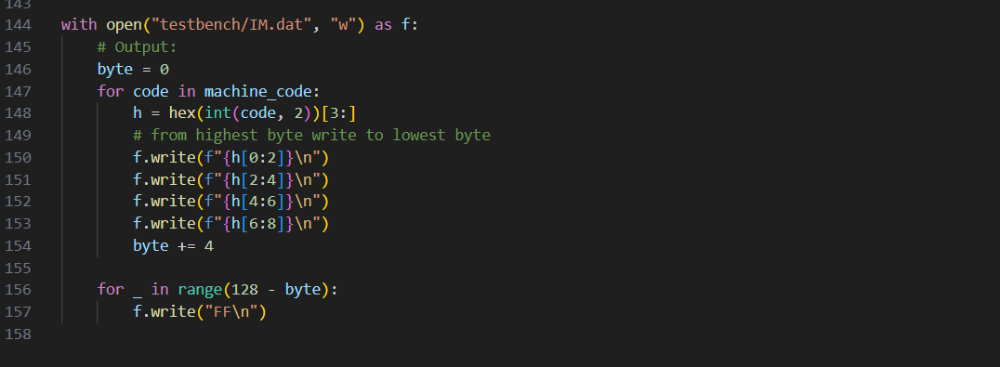 143
144 with open("testbench/IM.dat", "w") as f:
145     # Output:
146     byte = 0
147     for code in machine_code:
148         h = hex(int(code, 2))[3:]
149         # from highest byte write to lowest byte
150         f.write(f"{h[0:2]}\n")
151         f.write(f"{h[2:4]}\n")
152         f.write(f"{h[4:6]}\n")
153         f.write(f"{h[6:8]}\n")
154         byte += 4
155
156     for _ in range(128 - byte):
157         f.write("FF\n")
158